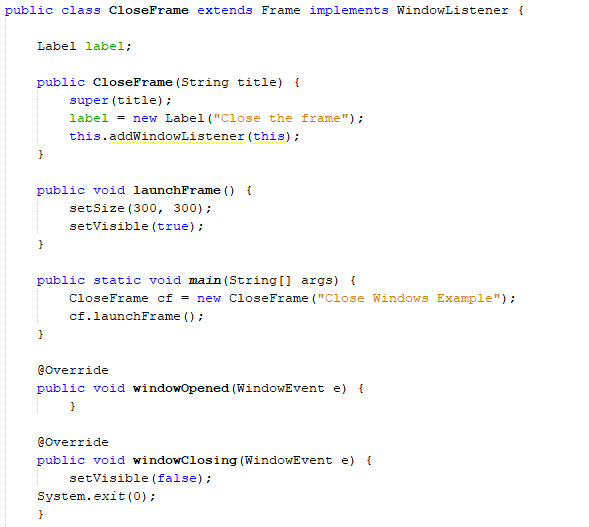 public class CloseFrame extends Frame implements WindowListener {
Label label;
public CloseFrame(String title) {
super(title);
label = new Label("Close the frame");
this.addWindowListener(this);
}
public void launchFrame() {
setSize(300, 300);
setVisible(true);
}
public static void main(String[] args) {
CloseFrame cf = new CloseFrame("Close Windows Example");
cf.launchFrame();
}
@Override
public void windowOpened(WindowEvent e) {
}
@Override
public void windowClosing(WindowEvent e) {
setVisible(false);
System.exit(0);
}